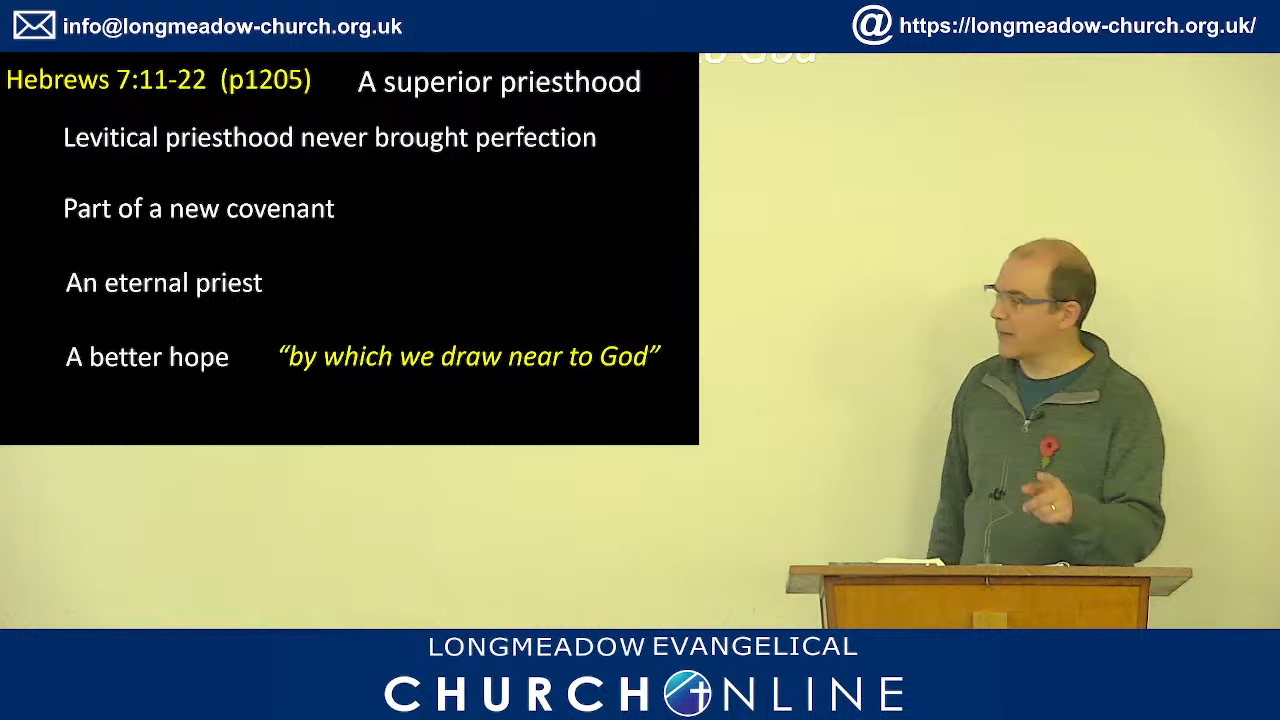 info@longmeadow-church.org.uk
@ https://longmeadow-church.org.uk/
to God
Hebrews 7:11-22 (p1205) A superior priesthood
Levitical priesthood never brought perfection
Part of a new covenant
An eternal priest
A better hope “by which we draw near to God”
LONGMEADOW EVANGELICAL
CHURCH ONLINE